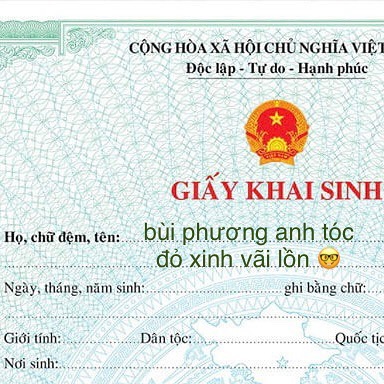 CỘNG HÒA XÃ HỘI CHỦ NGHĨA VIỆT
Độc lập - Tự do - Hạnh phúc
GIẤY KHAI SINH
Họ, chữ đệm, tên: bùi phương anh tóc
đỏ xinh vãi lồn 🤓
Ngày, tháng, năm sinh: ghi bằng chữ:
Giới tính: Dân tộc: Quốc tịc
Nơi sinh: